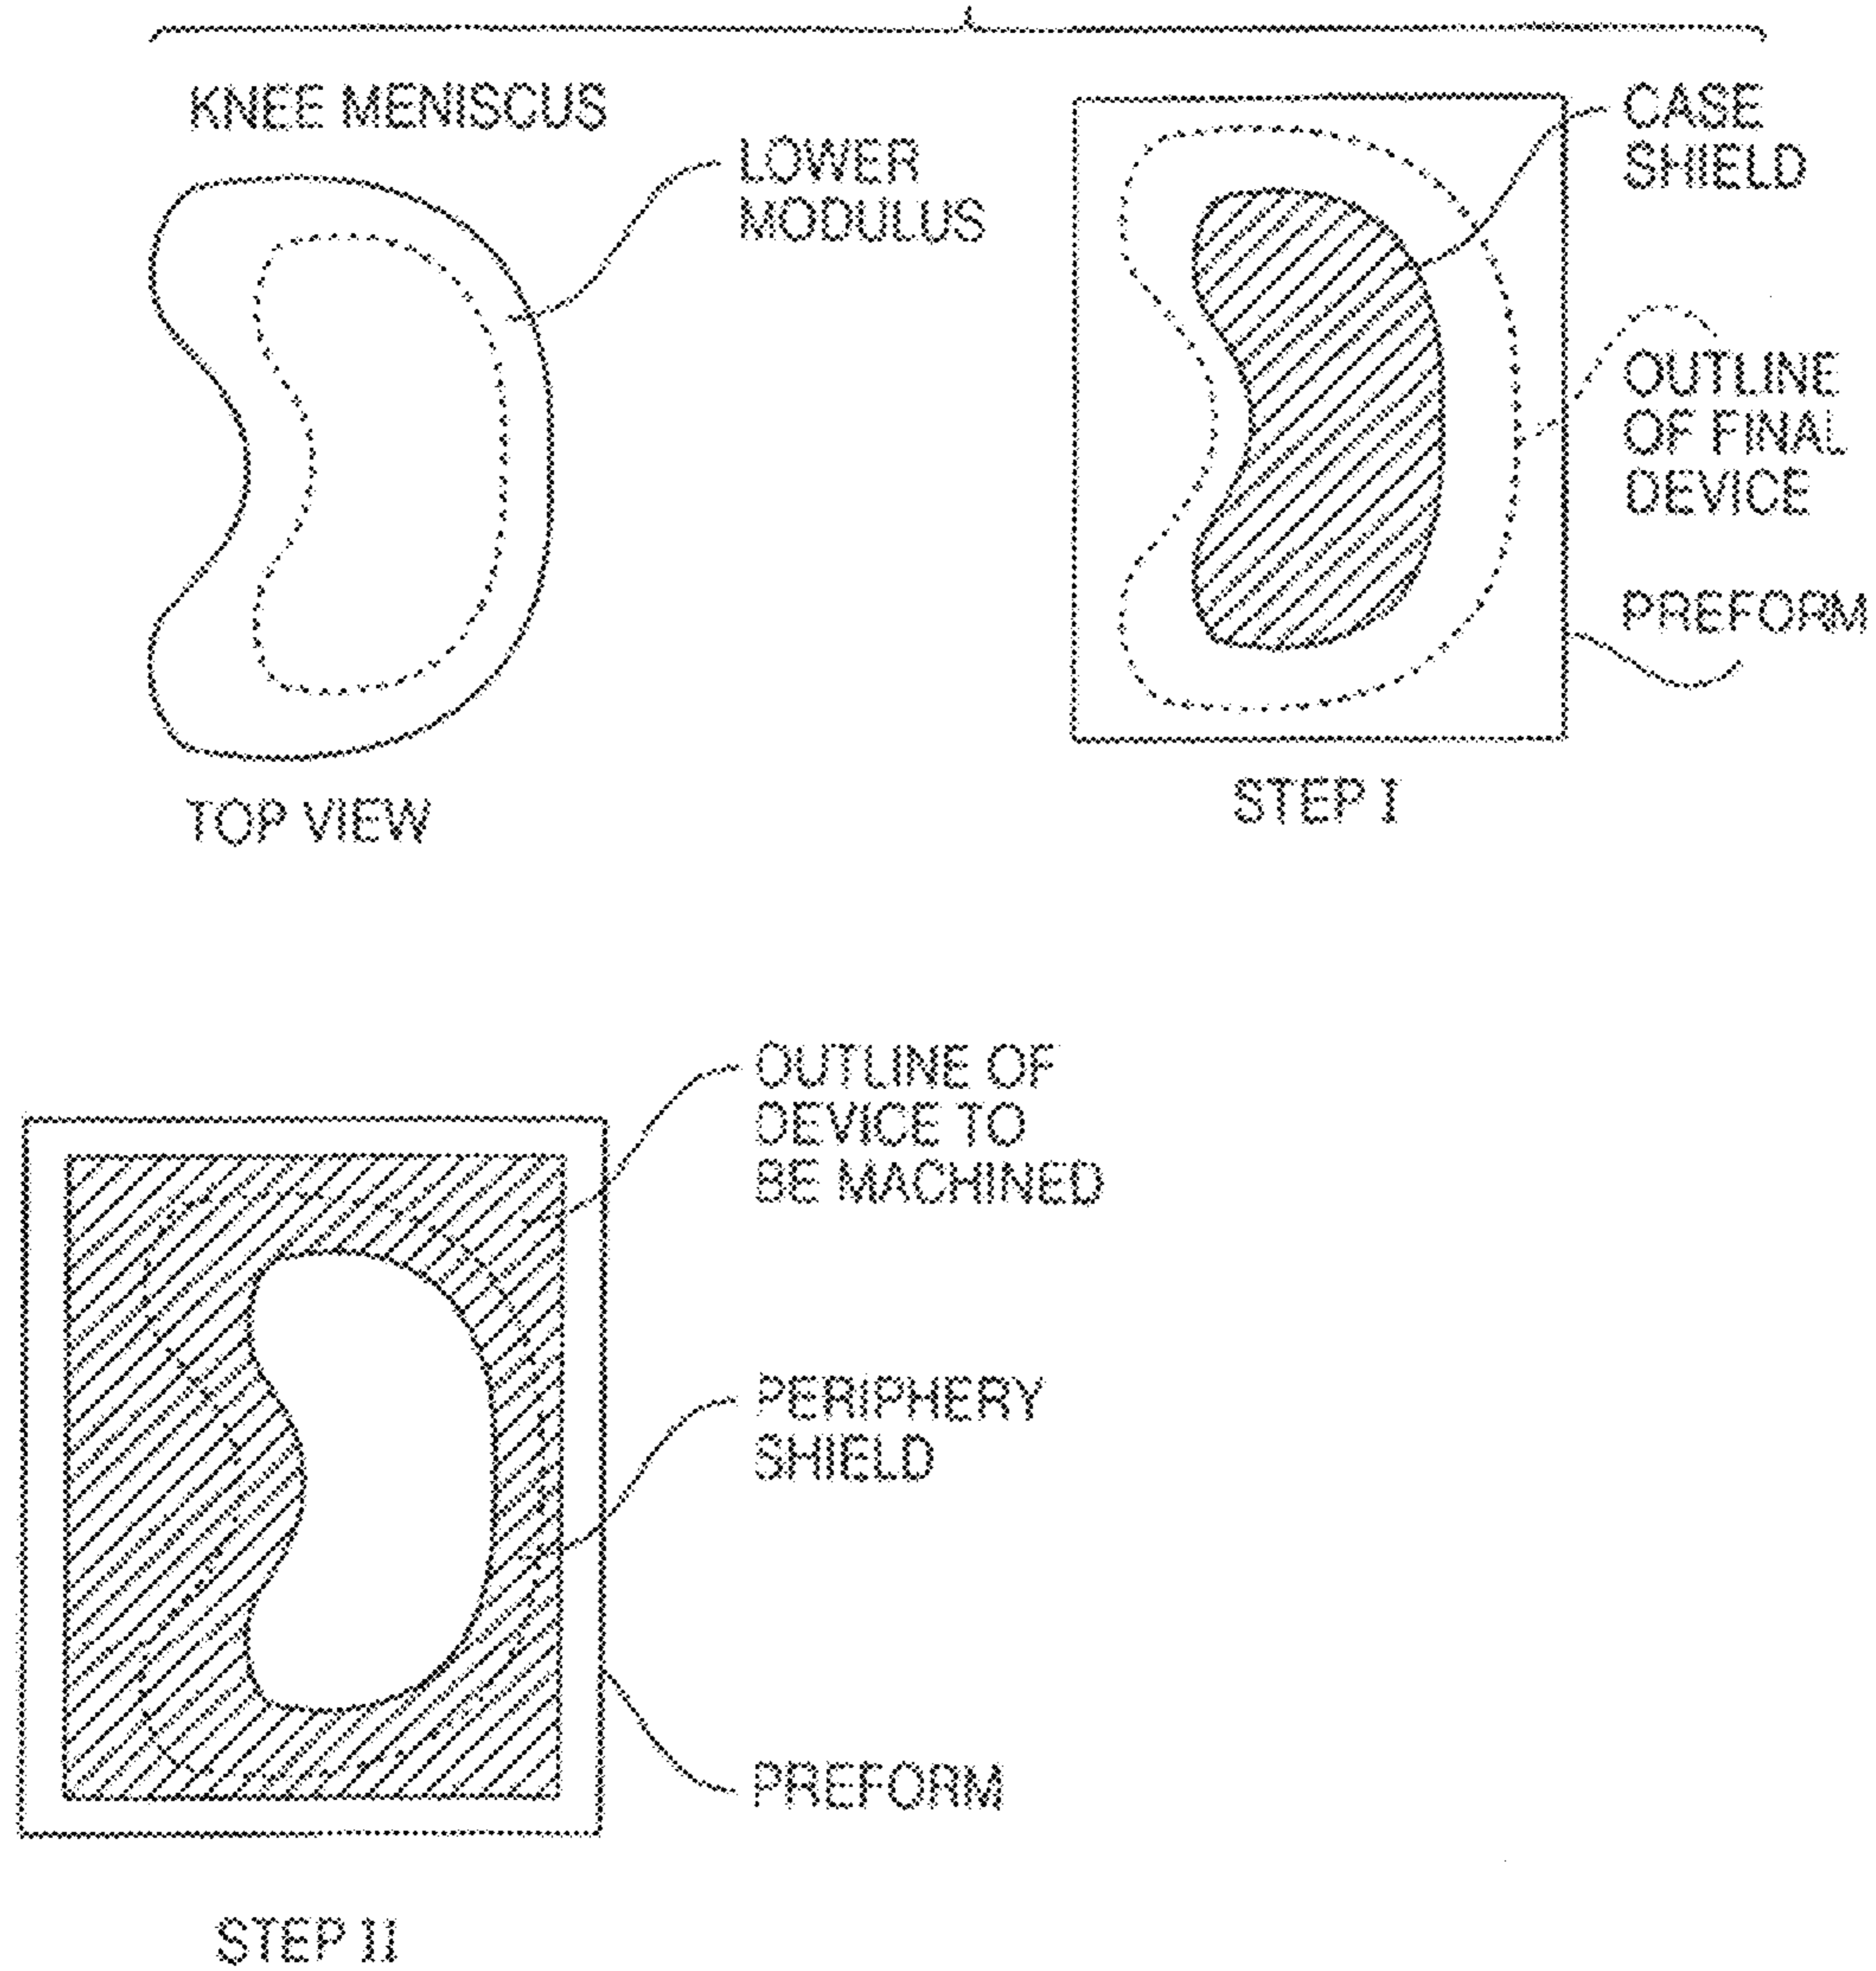 KNEE MENISCUS
LOWER
MODULUS
TOP VIEW
CASE
SHIELD
OUTLINE
OF FINAL
DEVICE
PREFORM
STEP I
OUTLINE OF
DEVICE TO
BE MACHINED
PERIPHERY
SHIELD
PREFORM
STEP II